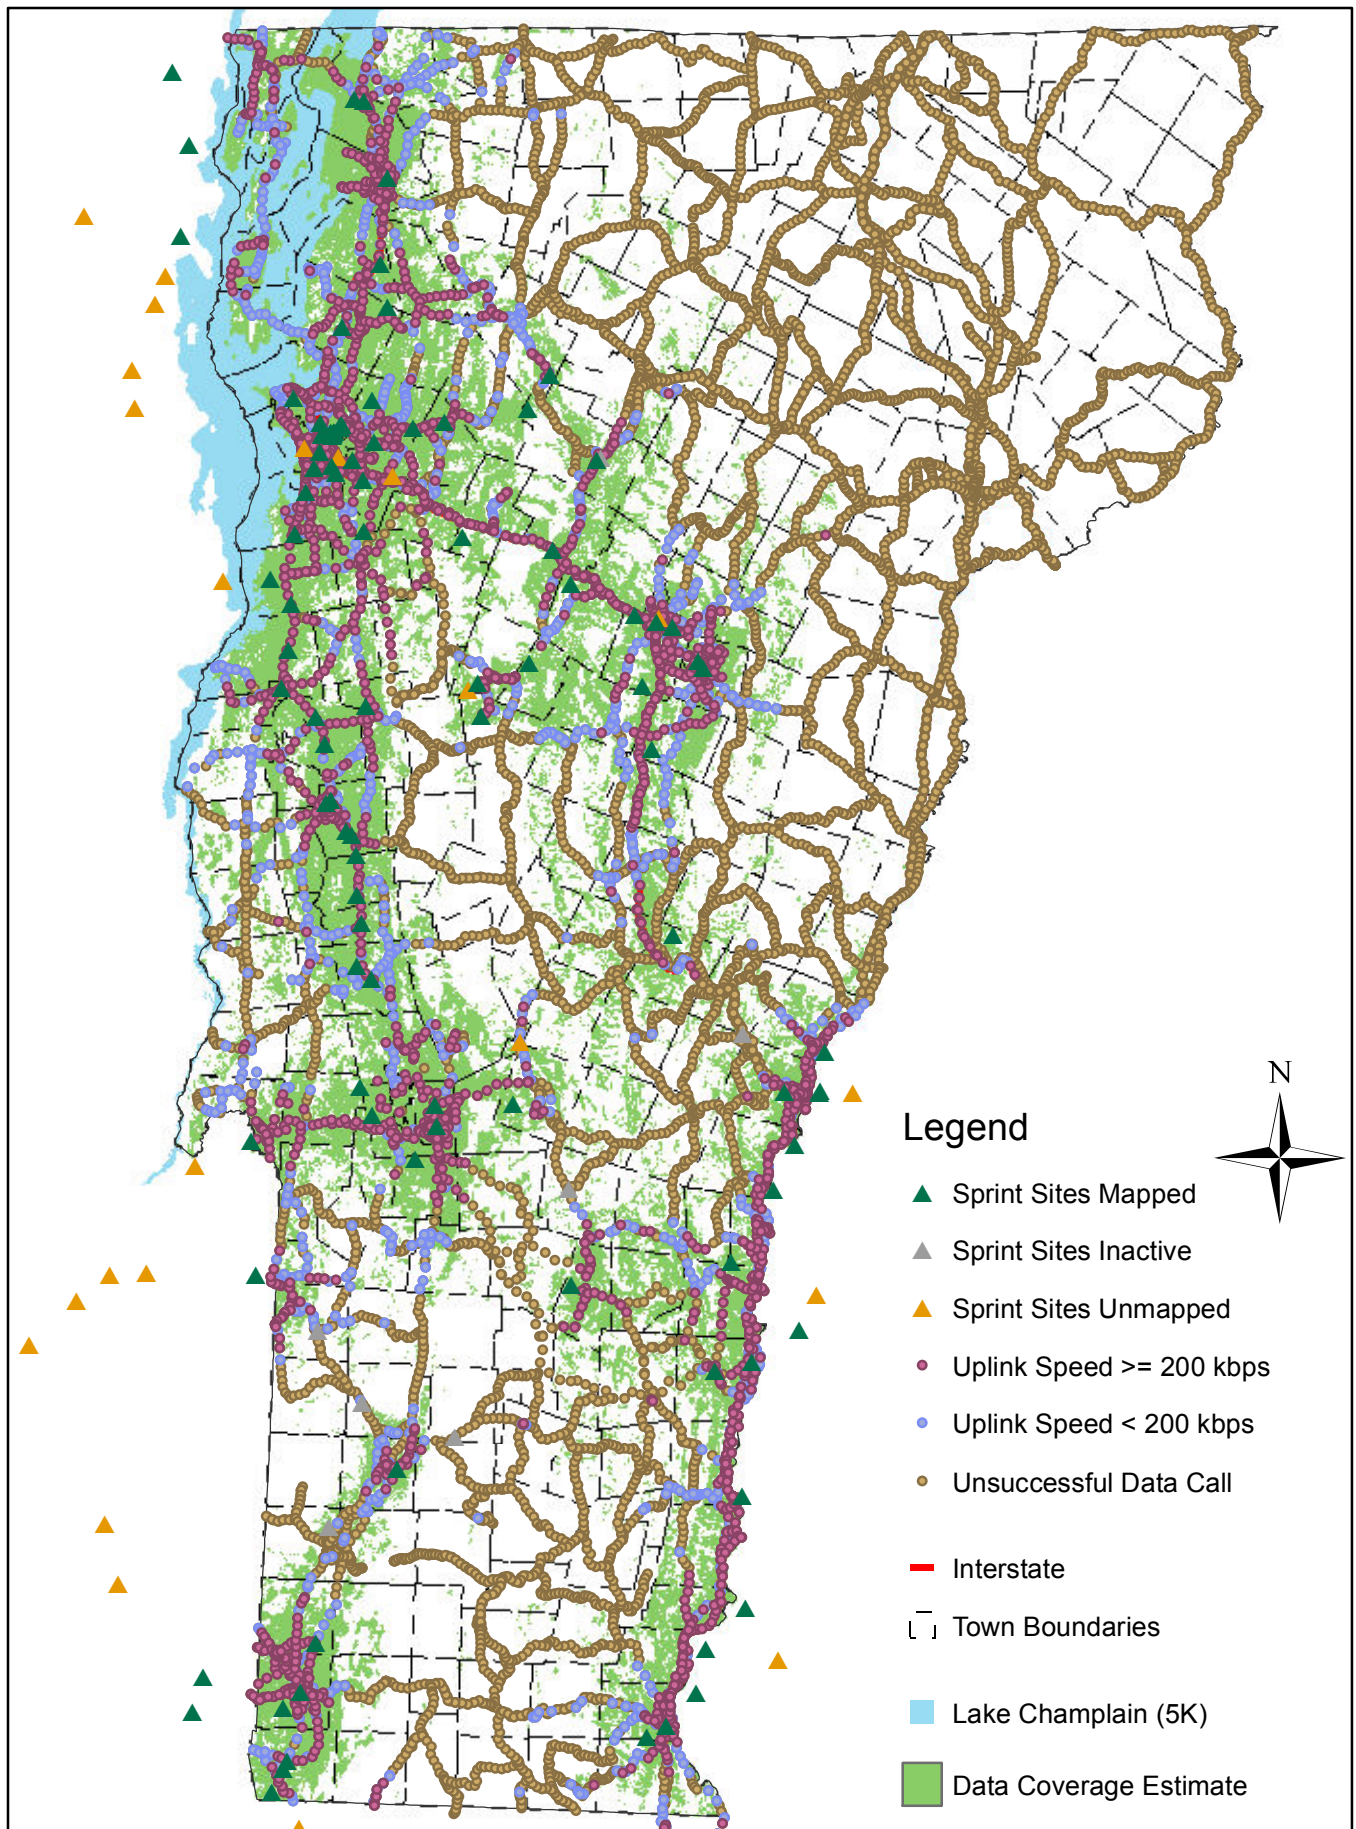 N
Legend
Sprint Sites Mapped
Sprint Sites Inactive
Sprint Sites Unmapped
Uplink Speed >= 200 kbps
Uplink Speed < 200 kbps
Unsuccessful Data Call
Interstate
Town Boundaries
Lake Champlain (5K)
Data Coverage Estimate